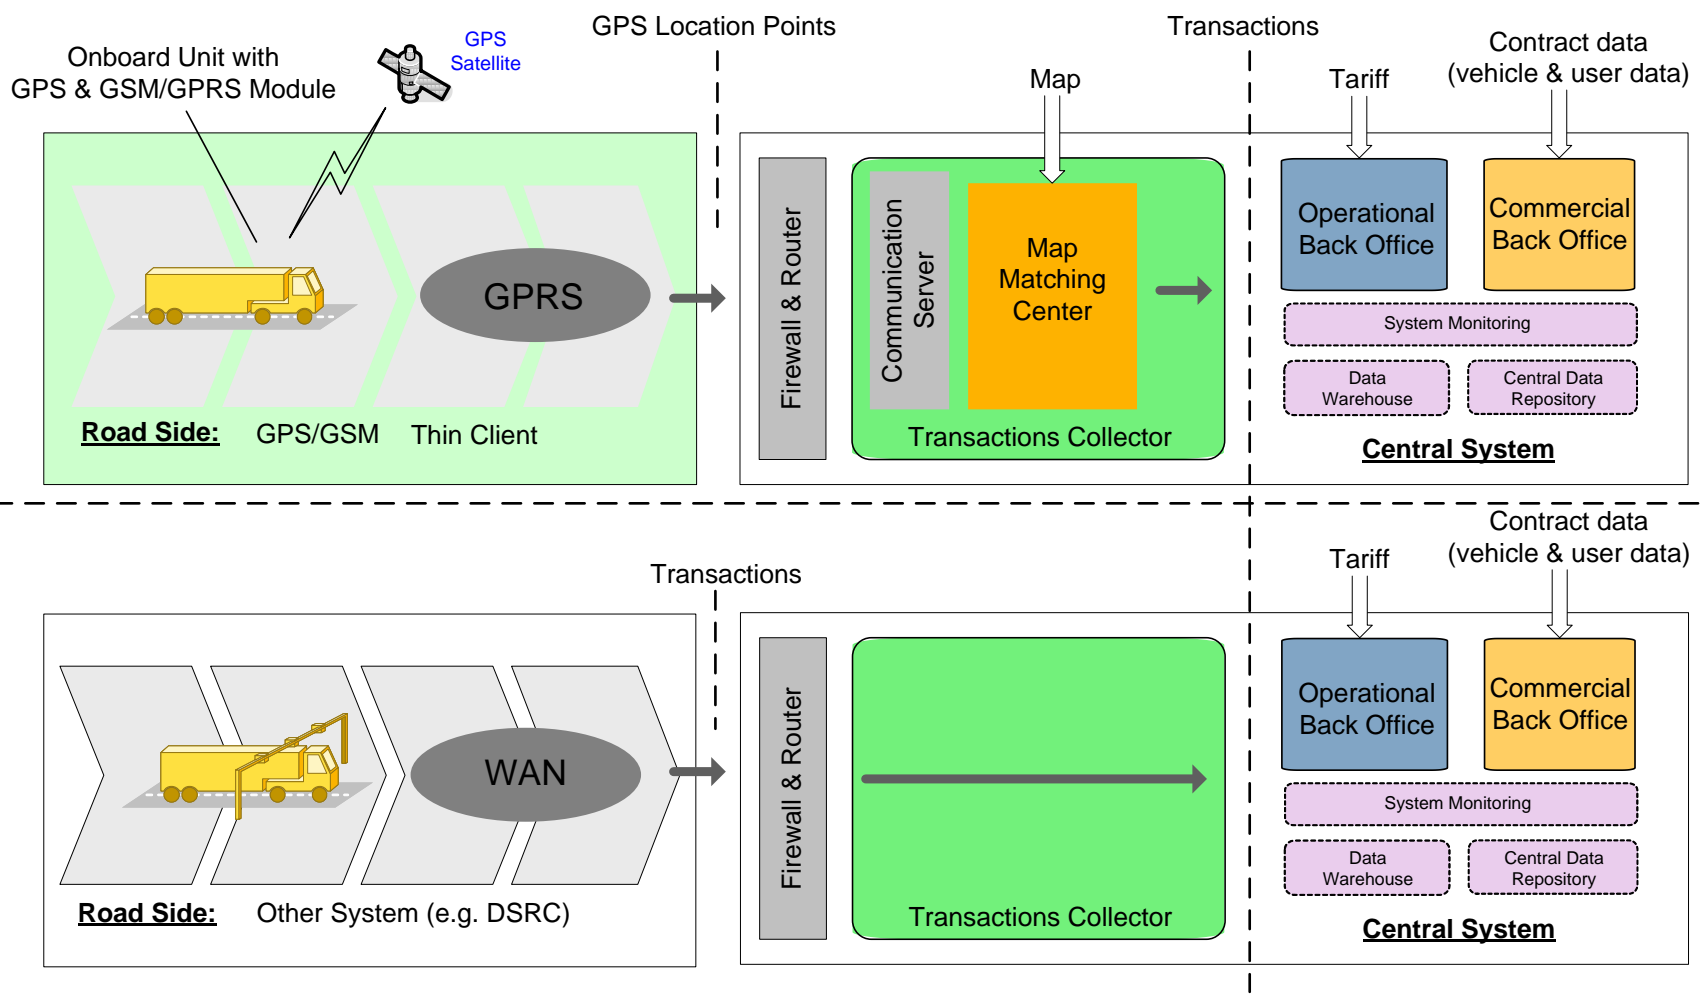 GPS Location Points
Transactions
Onboard Unit with
GPS & GSM/GPRS Module
GPS
Satellite
Map
Tariff
Contract data
(vehicle & user data)
GPRS
Firewall & Router
Communication
Server
Map
Matching
Center
Transactions Collector
Operational
Back Office
Commercial
Back Office
System Monitoring
Data
Warehouse
Central Data
Repository
Central System
Road Side: GPS/GSM Thin Client
Transactions
Tariff
Contract data
(vehicle & user data)
WAN
Firewall & Router
Transactions Collector
Operational
Back Office
Commercial
Back Office
System Monitoring
Data
Warehouse
Central Data
Repository
Central System
Road Side: Other System (e.g. DSRC)